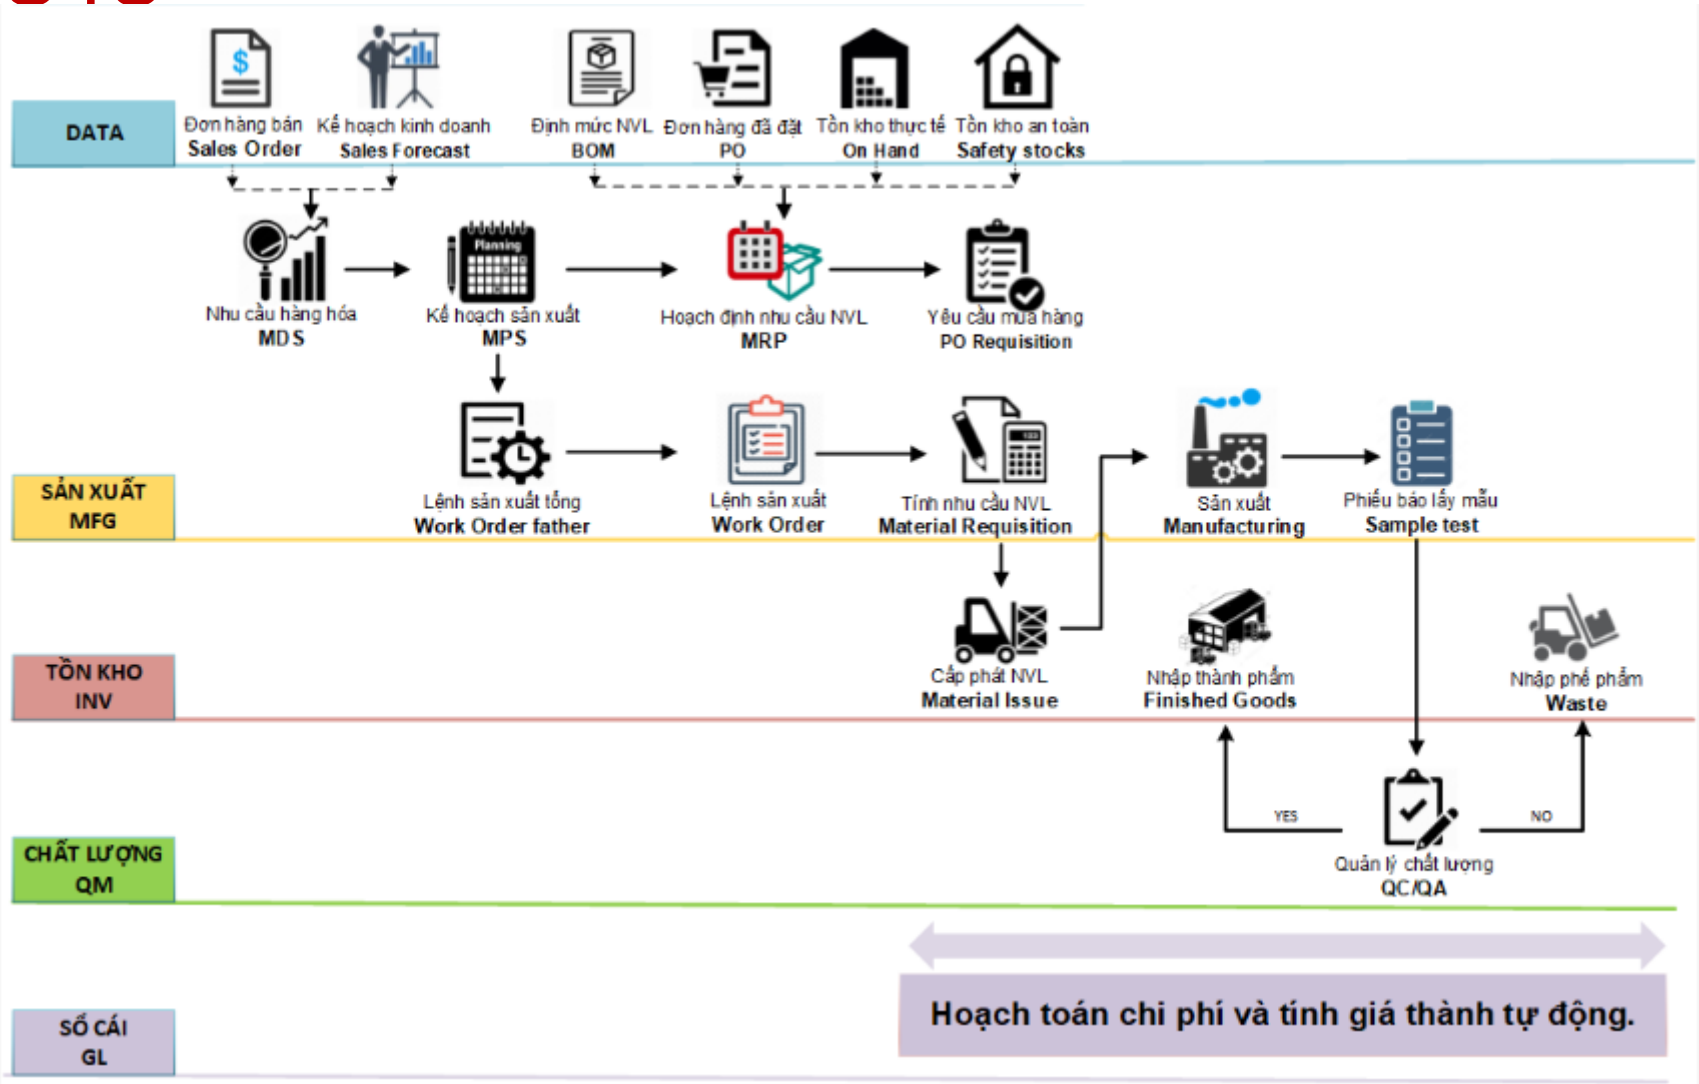 DATA
$
Đơn hàng bán
Sales Order
Kế hoạch kinh doanh
Sales Forecast
Định mức NVL
BOM
Đơn hàng đã đặt
PO
Tồn kho thực tế
On Hand
Tồn kho an toàn
Safety stocks
Nhu cầu hàng hóa
MDS
Planning
Kế hoạch sản xuất
MPS
Hoạch định nhu cầu NVL
MRP
Yêu cầu mua hàng
PO Requisition
SẢN XUẤT
MFG
Lệnh sản xuất tổng
Work Order father
Lệnh sản xuất
Work Order
Tính nhu cầu NVL
Material Requisition
Sản xuất
Manufacturing
Phiếu báo lấy mẫu
Sample test
TỒN KHO
INV
Cấp phát NVL
Material Issue
Nhập thành phẩm
Finished Goods
Nhập phế phẩm
Waste
CHẤT LƯỢNG
QM
YES
NO
Quản lý chất lượng
QC/QA
SỔ CÁI
GL
Hoạch toán chi phí và tính giá thành tự động.